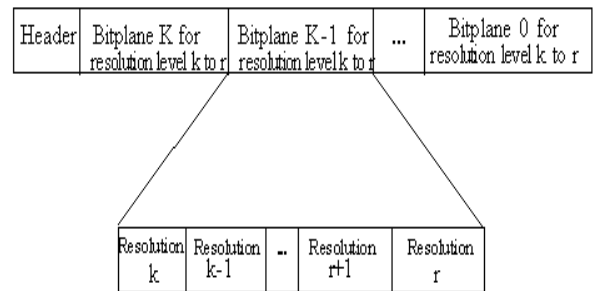 Header
Bitplane K for
resolution level k to r
Bitplane K-1 for
resolution level k to r
...
Bitplane 0 for
resolution level k to r
Resolution
k
Resolution
k-1
...
Resolution
r+1
Resolution
r